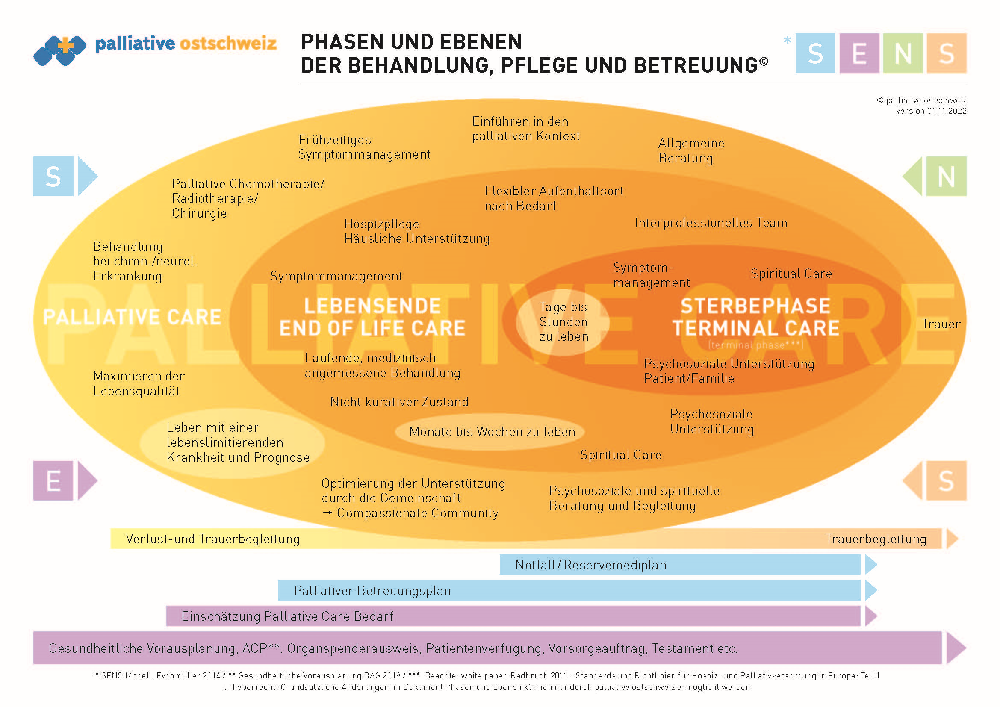 palliative ostschweiz
PHASEN UND EBENEN
DER BEHANDLUNG, PFLEGE UND BETREUUNG©
* S E N S
© palliative ostschweiz
Version 01.11.2022
Einführen in den
palliativen Kontext
Frühzeitiges
Symptommanagement
Allgemeine
Beratung
S
N
Palliative Chemotherapie/
Radiotherapie/
Chirurgie
Flexibler Aufenthaltsort
nach Bedarf
Hospizpflege
Häusliche Unterstützung
Interprofessionelles Team
Behandlung
bei chron./neurol.
Erkrankung
Symptommanagement
Symptom-
management
Spiritual Care
PALLIATIVE CARE
PALLIATIVE CARE
LEBENSENDE
END OF LIFE CARE
Tage bis
Stunden
zu leben
STERBEPHASE
TERMINAL CARE
(terminal phase***)
Trauer
Laufende, medizinisch
angemessene Behandlung
Psychosoziale Unterstützung
Patient/Familie
Maximieren der
Lebensqualität
Nicht kurativer Zustand
Psychosoziale
Unterstützung
Leben mit einer
lebenslimitierenden
Krankheit und Prognose
Monate bis Wochen zu leben
Spiritual Care
E
S
Optimierung der Unterstützung
durch die Gemeinschaft
→ Compassionate Community
Psychosoziale und spirituelle
Beratung und Begleitung
Verlust-und Trauerbegleitung
Trauerbegleitung
Notfall/Reservemediplan
Palliativer Betreuungsplan
Einschätzung Palliative Care Bedarf
Gesundheitliche Vorausplanung, ACP**: Organspenderausweis, Patientenverfügung, Vorsorgeauftrag, Testament etc.
* SENS Modell, Eychmüller 2014 / ** Gesundheitliche Vorausplanung BAG 2018 / *** Beachte: white paper, Radbruch 2011 - Standards und Richtlinien für Hospiz- und Palliativversorgung in Europa: Teil 1
Urheberrecht: Grundsätzliche Änderungen im Dokument Phasen und Ebenen können nur durch palliative ostschweiz ermöglicht werden.